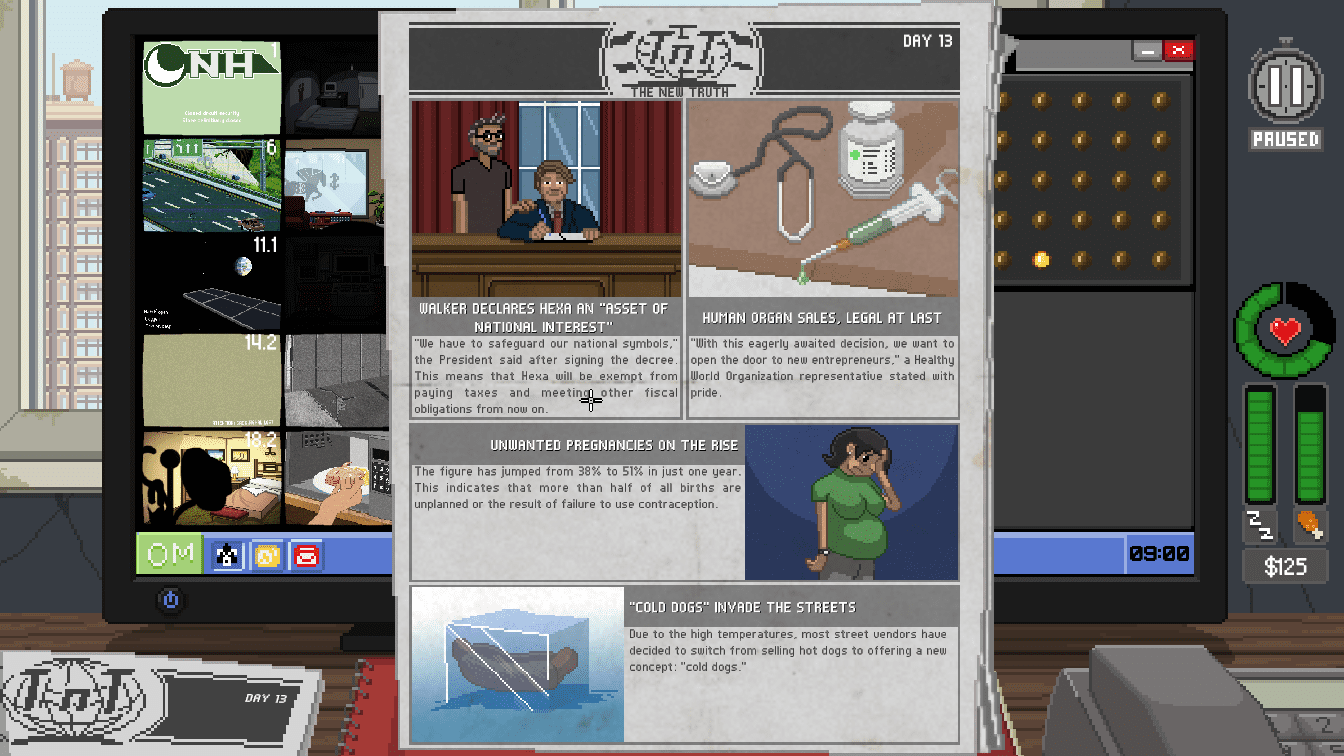 DAY 13
TnT
THE NEW TRUTH
WALKER DECLARES HEXA AN "ASSET OF
NATIONAL INTEREST"
"We have to safeguard our national symbols,"
the President said after signing the decree.
This means that Hexa will be exempt from
paying taxes and meeting other fiscal
obligations from now on.
HUMAN ORGAN SALES, LEGAL AT LAST
"With this eagerly awaited decision, we want to
open the door to new entrepreneurs," a Healthy
World Organization representative stated with
pride.
UNWANTED PREGNANCIES ON THE RISE
The figure has jumped from 38% to 51% in just one year.
This indicates that more than half of all births are
unplanned or the result of failure to use contraception.
"COLD DOGS" INVADE THE STREETS
Due to the high temperatures, most street vendors have
decided to switch from selling hot dogs to offering a new
concept: "cold dogs."
NH
1
6
11.1
14.2
18.2
OM
09:00
PAUSED
$125
TnT
DAY 13
2